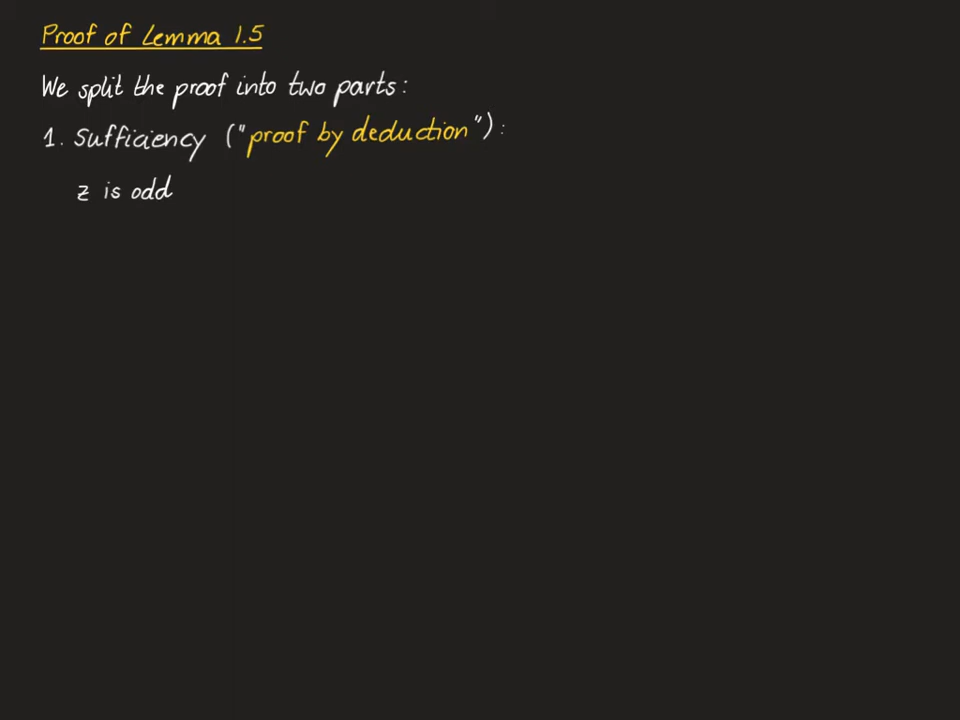 Proof of Lemma 1.5
We split the proof into two parts:
1. Sufficiency ("proof by deduction"):
z is odd